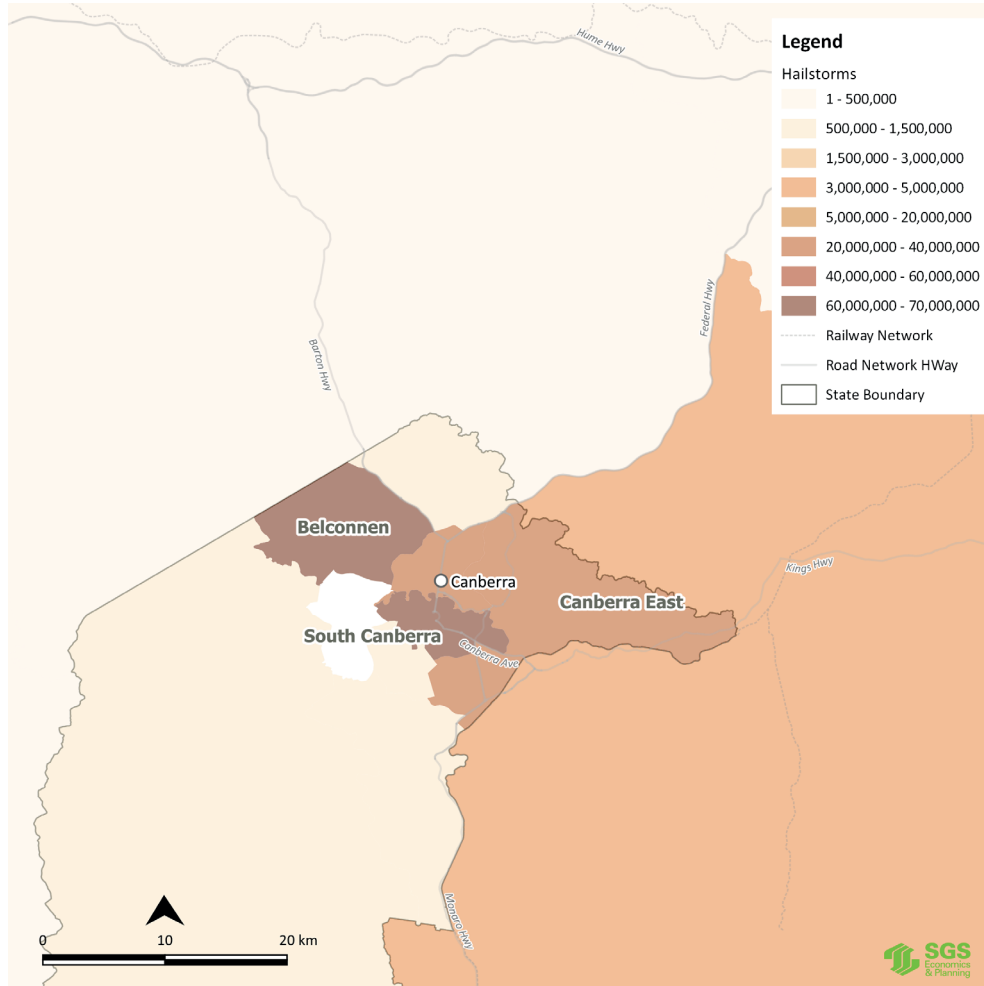 Hume Hwy
Legend
Hailstorms
1 - 500,000
500,000 - 1,500,000
1,500,000 - 3,000,000
3,000,000 - 5,000,000
5,000,000 - 20,000,000
20,000,000 - 40,000,000
40,000,000 - 60,000,000
60,000,000 - 70,000,000
Railway Network
Road Network HWay
State Boundary
Federal Hwy
Barton Hwy
Belconnen
Canberra
Kings Hwy
Canberra East
South Canberra
Canberra Ave
Monaro Hwy
0 10 20 km
SGS
Economics
& Planning